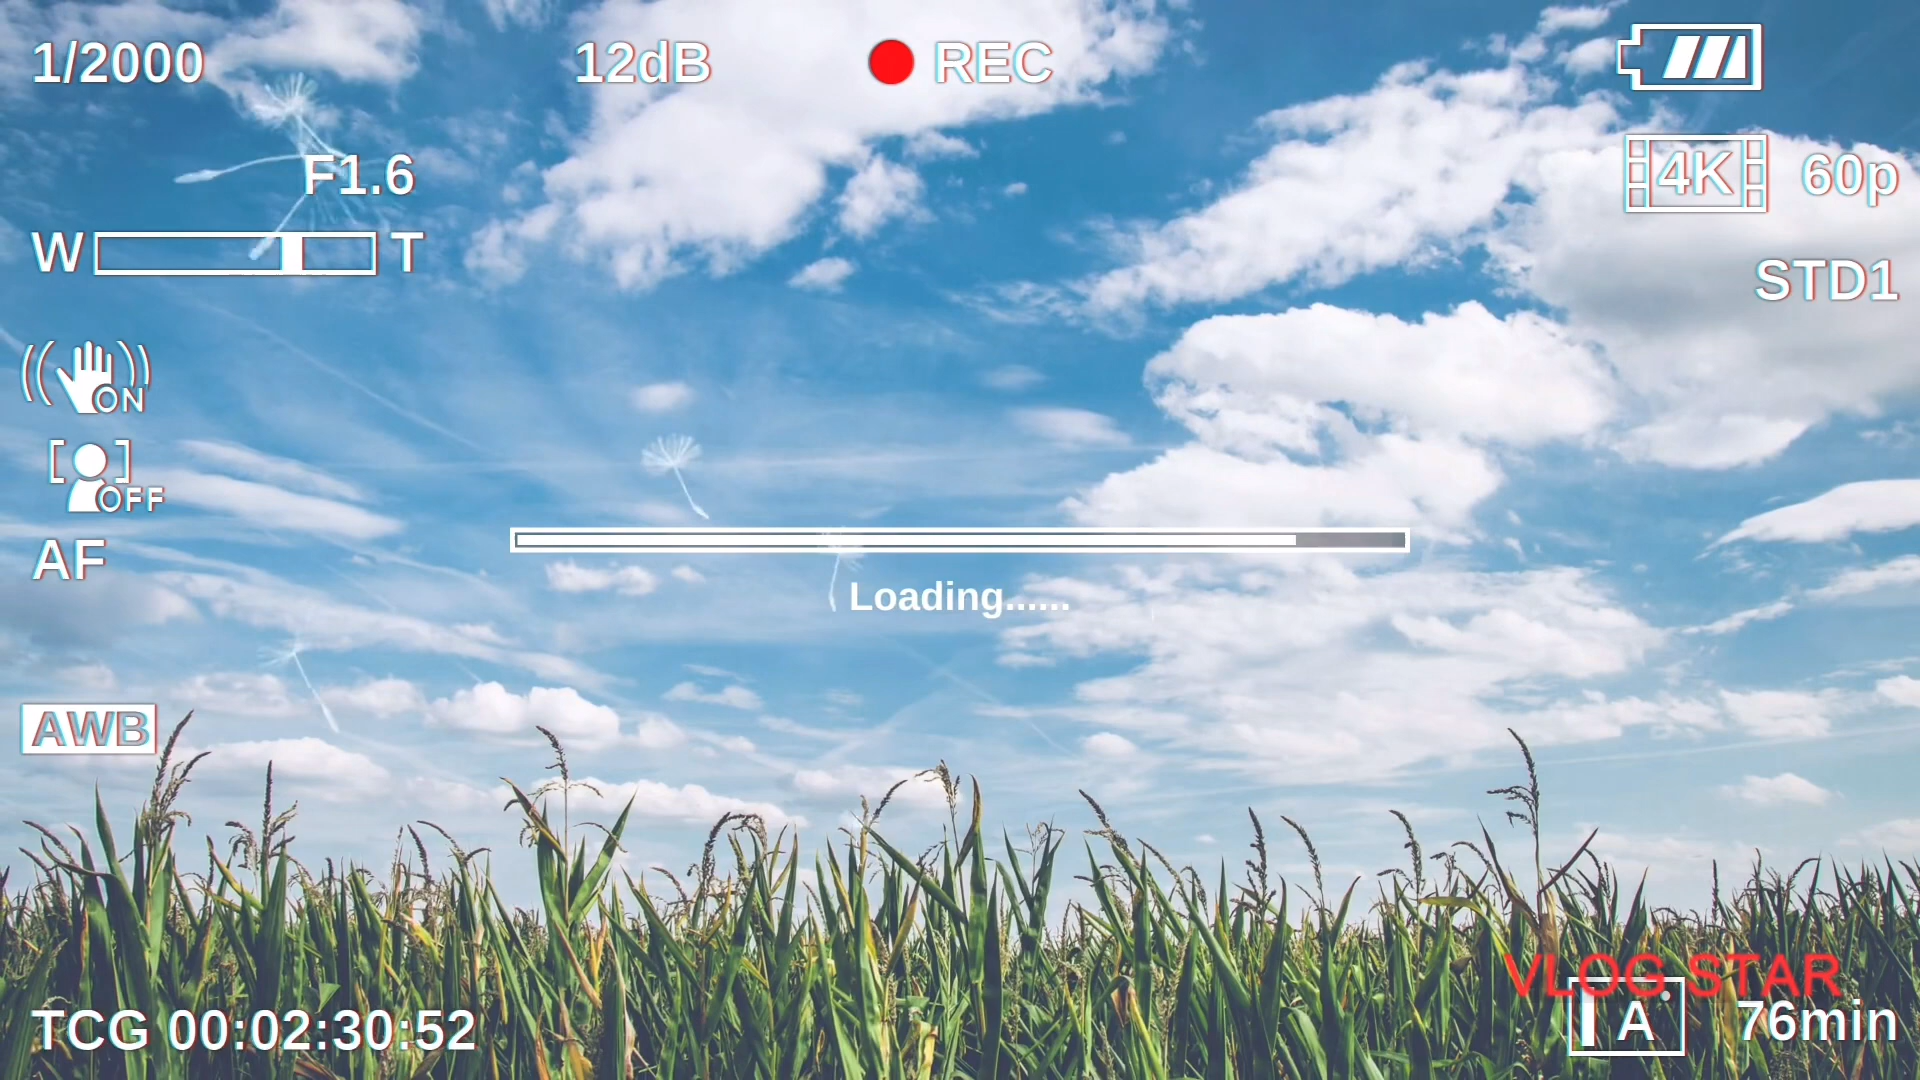 1/2000 12dB REC
F1.6 4K 60p
W T
STD1
ON
OFF
AF
Loading......
AWB
VLOG STAR
TCG 00:02:30:52 A 76min